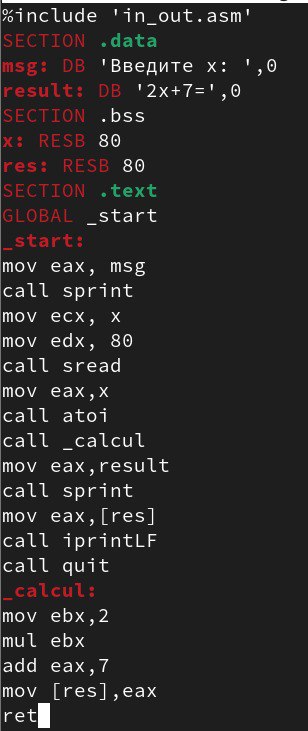 %include 'in_out.asm'
SECTION .data
msg: DB 'Введите x: ',0
result: DB '2x+7=',0
SECTION .bss
x: RESB 80
res: RESB 80
SECTION .text
GLOBAL _start
_start:
mov eax, msg
call sprint
mov ecx, x
mov edx, 80
call sread
mov eax,x
call atoi
call _calcul
mov eax,result
call sprint
mov eax,[res]
call iprintLF
call quit
_calcul:
mov ebx,2
mul ebx
add eax,7
mov [res],eax
ret